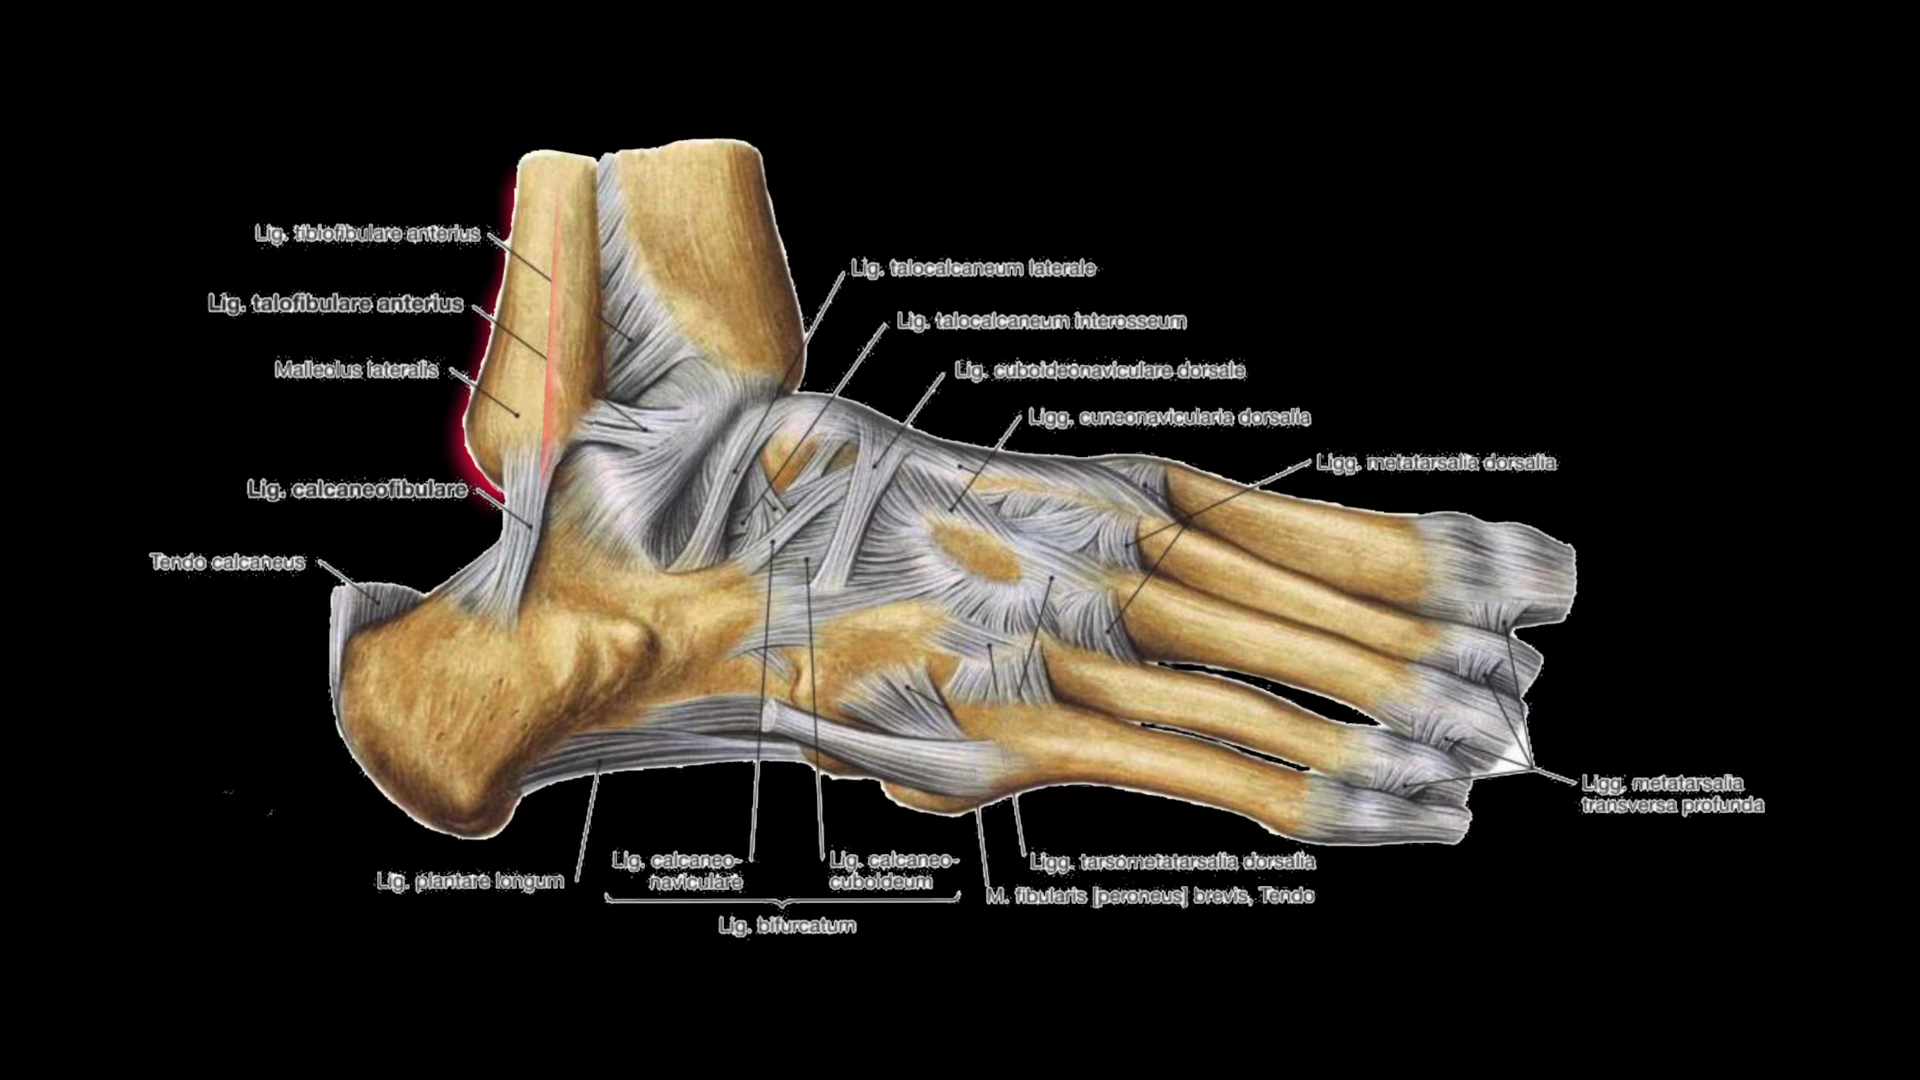 Lig. tibiofibulare anterius
Lig. talofibulare anterius
Malleolus lateralis
Lig. calcaneofibulare
Tendo calcaneus
Lig. talocalcaneum laterale
Lig. talocalcaneum interosseum
Lig. cuboideonaviculare dorsale
Ligg. cuneonavicularia dorsalia
Ligg. metatarsalia dorsalia
Ligg. metatarsalia
transversa profunda
Lig. plantare longum
Lig. calcaneo-
naviculare
Lig. calcaneo-
cuboideum
Lig. bifurcatum
Ligg. tarsometatarsalia dorsalia
M. fibularis [peroneus] brevis, Tendo